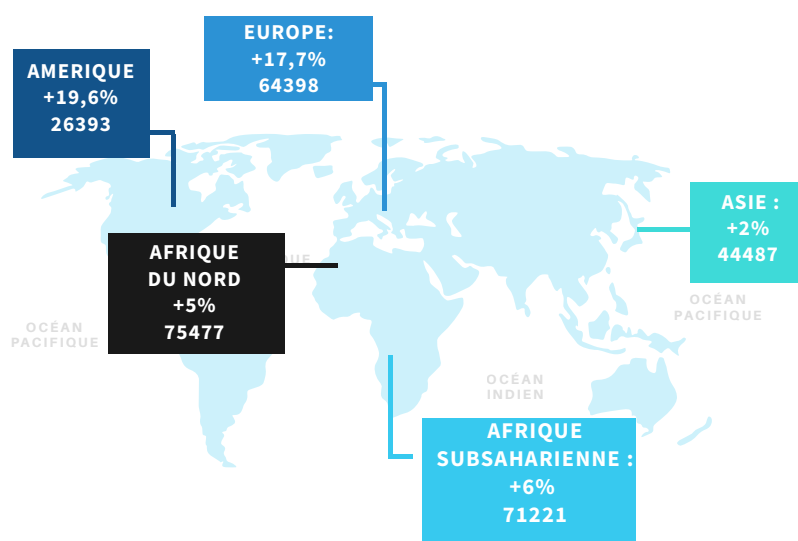 EUROPE:
+17,7%
64398
AMERIQUE
+19,6%
26393
ASIE :
+2%
44487
AFRIQUE
DU NORD
+5%
75477
OCÉAN
PACIFIQUE
OCÉAN
PACIFIQUE
OCÉAN
INDIEN
AFRIQUE
SUBSAHARIENNE :
+6%
71221